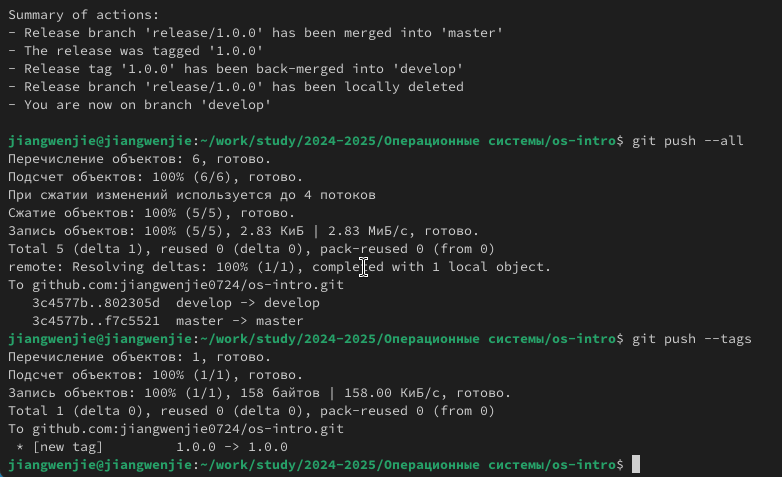 Summary of actions:
- Release branch 'release/1.0.0' has been merged into 'master'
- The release was tagged '1.0.0'
- Release tag '1.0.0' has been back-merged into 'develop'
- Release branch 'release/1.0.0' has been locally deleted
- You are now on branch 'develop'
jiangwenjie@jiangwenjie:~/work/study/2024-2025/Операционные системы/os-intro$ git push --all
Перечисление объектов: 6, готово.
Подсчет объектов: 100% (6/6), готово.
При сжатии изменений используется до 4 потоков
Сжатие объектов: 100% (5/5), готово.
Запись объектов: 100% (5/5), 2.83 КиБ | 2.83 МиБ/с, готово.
Total 5 (delta 1), reused 0 (delta 0), pack-reused 0 (from 0)
remote: Resolving deltas: 100% (1/1), completed with 1 local object.
To github.com:jiangwenjie0724/os-intro.git
   3c4577b..802305d  develop -> develop
   3c4577b..f7c5521  master -> master
jiangwenjie@jiangwenjie:~/work/study/2024-2025/Операционные системы/os-intro$ git push --tags
Перечисление объектов: 1, готово.
Подсчет объектов: 100% (1/1), готово.
Запись объектов: 100% (1/1), 158 байтов | 158.00 КиБ/с, готово.
Total 1 (delta 0), reused 0 (delta 0), pack-reused 0 (from 0)
To github.com:jiangwenjie0724/os-intro.git
 * [new tag]         1.0.0 -> 1.0.0
jiangwenjie@jiangwenjie:~/work/study/2024-2025/Операционные системы/os-intro$